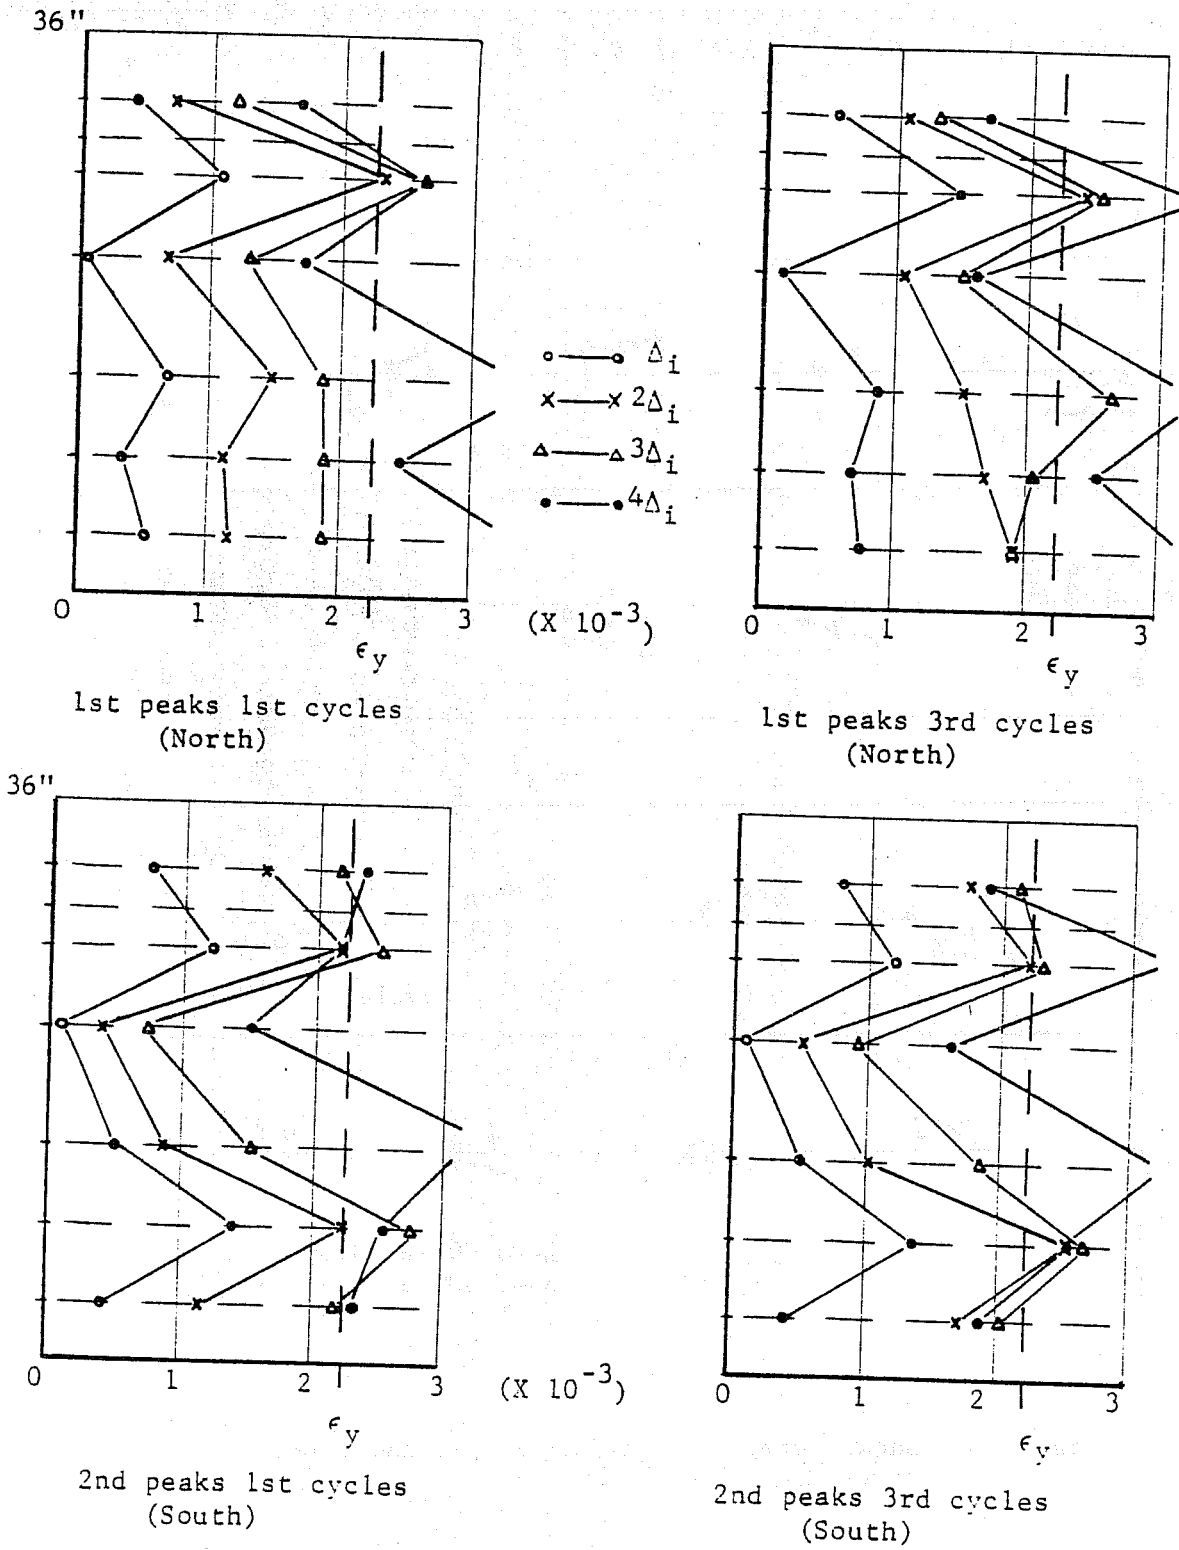 36"
Δi
2Δi
3Δi
4Δi
0 1 2 3 (X 10-3)
ϵy
1st peaks 1st cycles
(North)
0 1 2 3
ϵy
1st peaks 3rd cycles
(North)
36"
0 1 2 3 (X 10-3)
ϵy
2nd peaks 1st cycles
(South)
0 1 2 3
ϵy
2nd peaks 3rd cycles
(South)